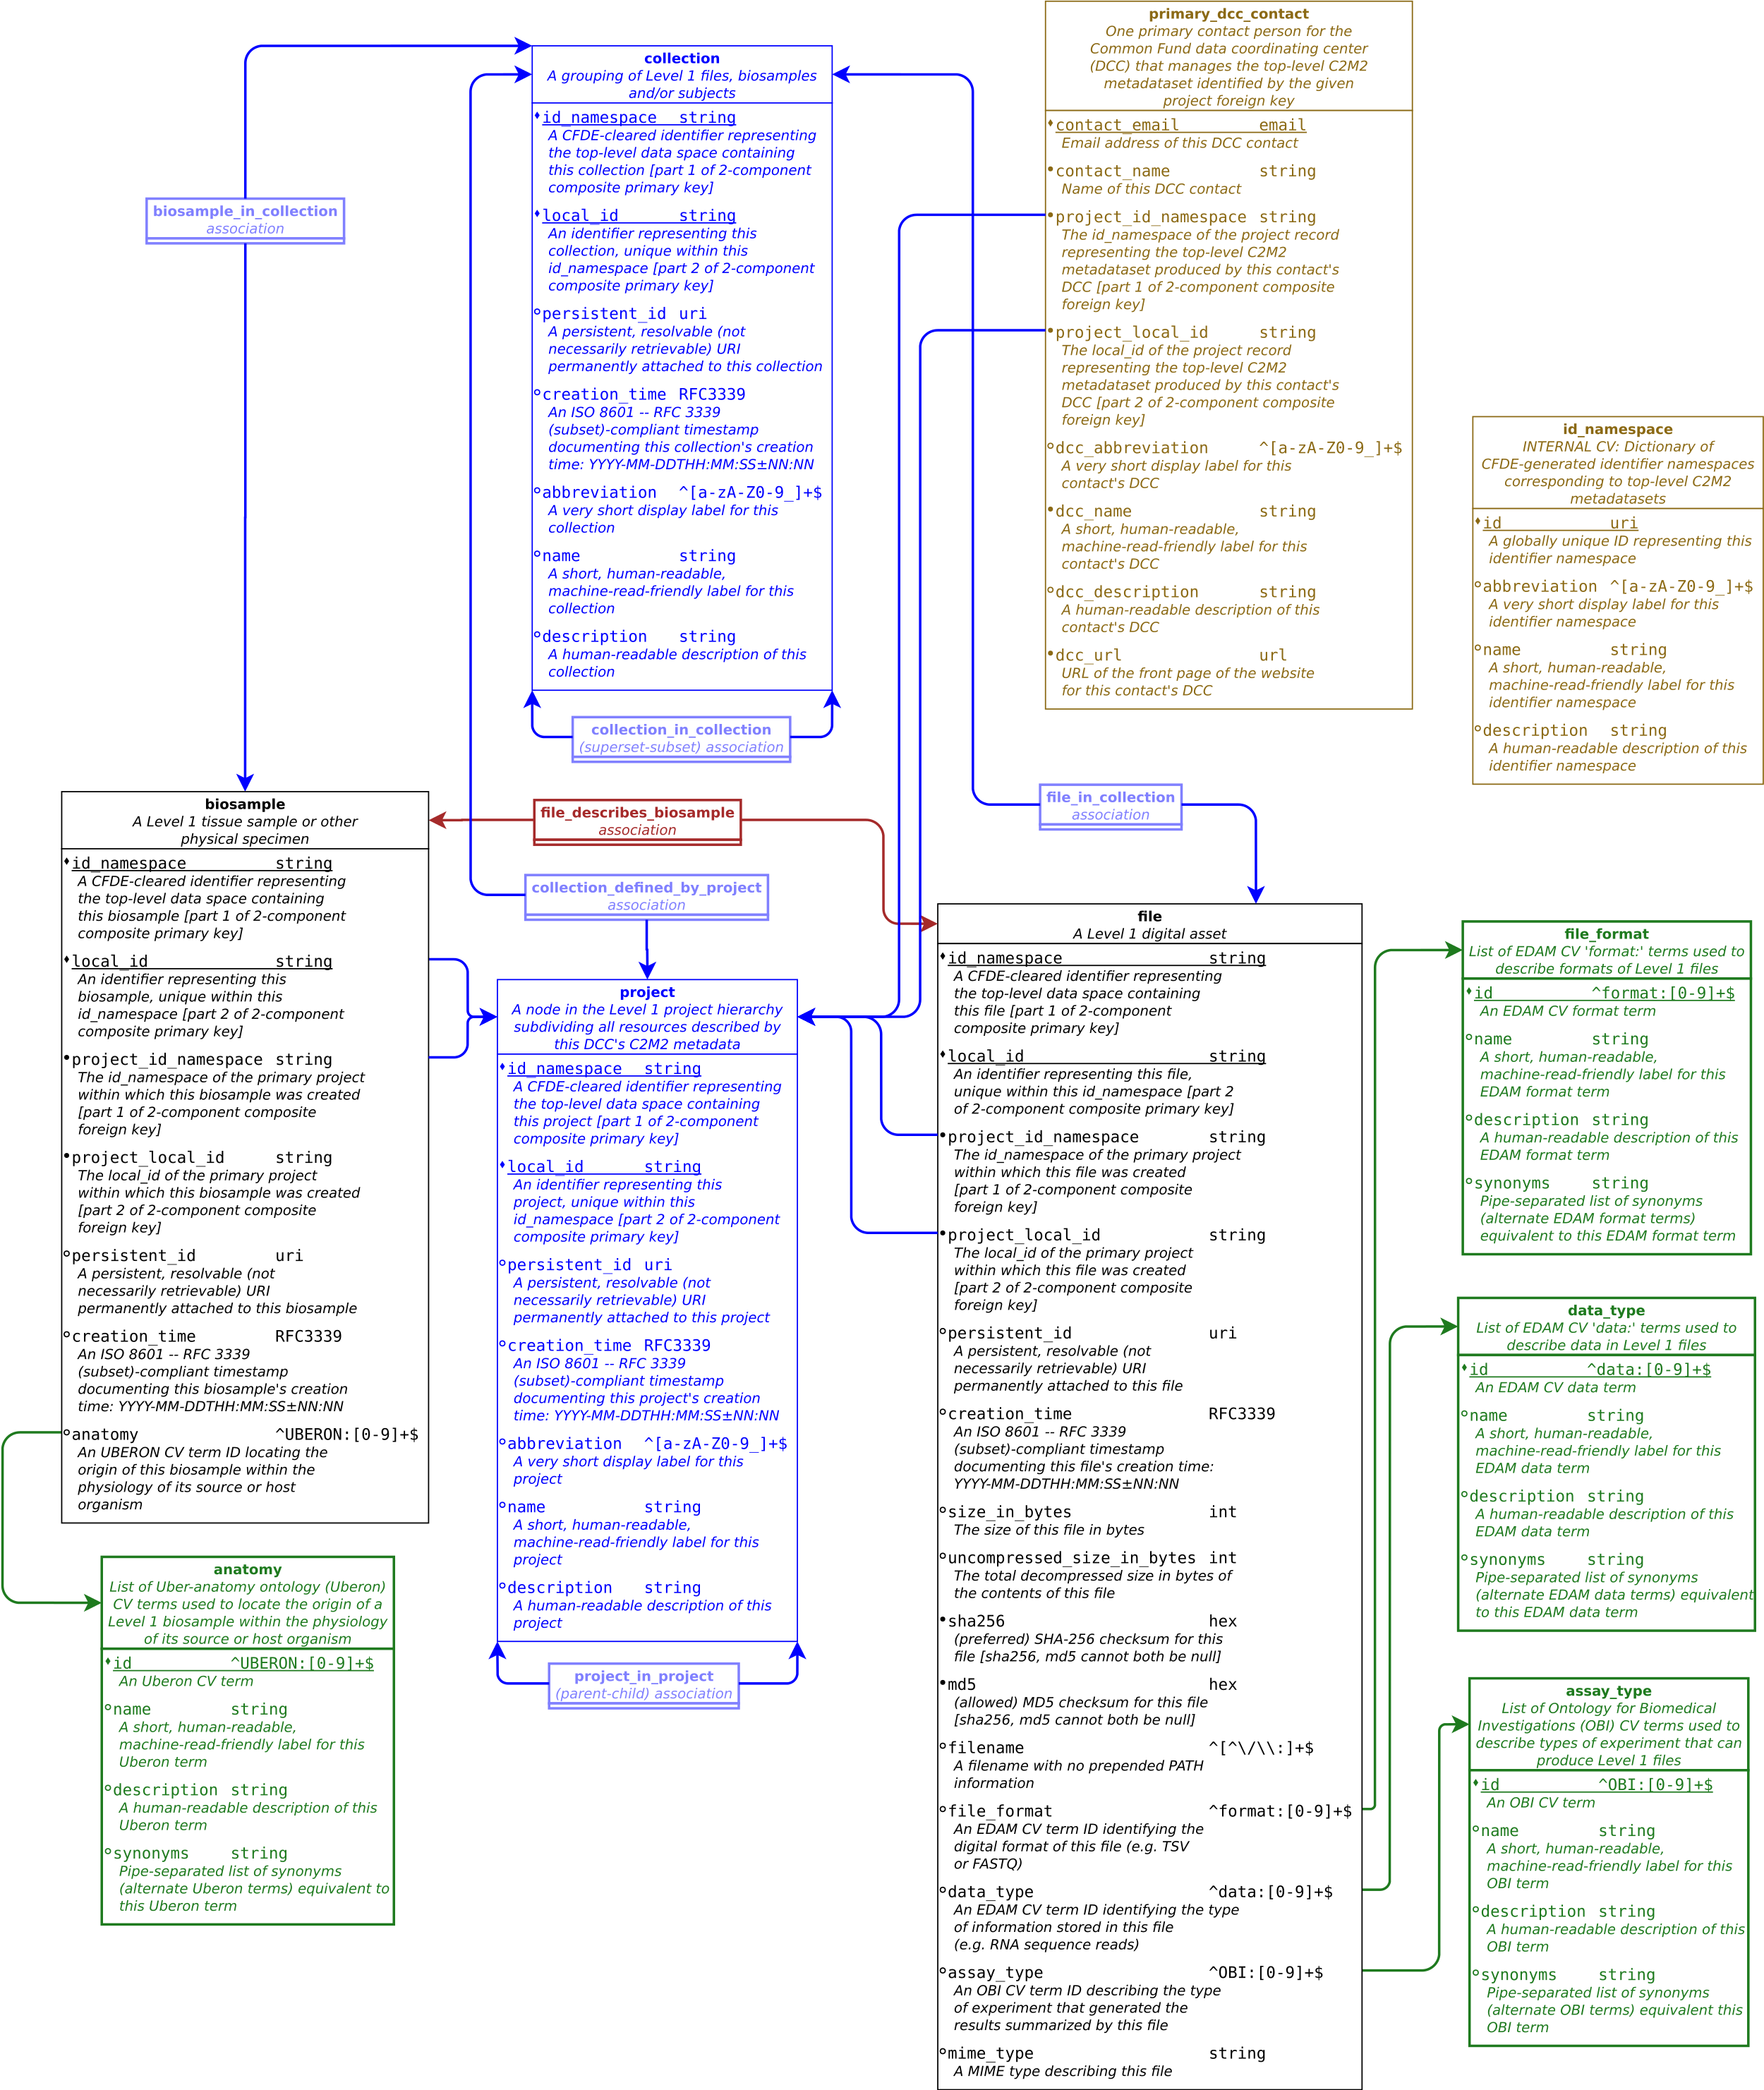 primary_dcc_contact
One primary contact person for the
Common Fund data coordinating center
(DCC) that manages the top-level C2M2
metadataset identified by the given
project foreign key
contact_email email
Email address of this DCC contact
contact_name string
Name of this DCC contact
project_id_namespace string
The id_namespace of the project record
representing the top-level C2M2
metadataset produced by this contact's
DCC [part 1 of 2-component composite
foreign key]
project_local_id string
The local_id of the project record
representing the top-level C2M2
metadataset produced by this contact's
DCC [part 2 of 2-component composite
foreign key]
dcc_abbreviation ^[a-zA-Z0-9_]+$
A very short display label for this
contact's DCC
dcc_name string
A short, human-readable,
machine-read-friendly label for this
contact's DCC
dcc_description string
A human-readable description of this
contact's DCC
dcc_url url
URL of the front page of the website
for this contact's DCC
collection
A grouping of Level 1 files, biosamples
and/or subjects
id_namespace string
A CFDE-cleared identifier representing
the top-level data space containing
this collection [part 1 of 2-component
composite primary key]
local_id string
An identifier representing this
collection, unique within this
id_namespace [part 2 of 2-component
composite primary key]
persistent_id uri
A persistent, resolvable (not
necessarily retrievable) URI
permanently attached to this collection
creation_time RFC3339
An ISO 8601 -- RFC 3339
(subset)-compliant timestamp
documenting this collection's creation
time: YYYY-MM-DDTHH:MM:SS±NN:NN
abbreviation ^[a-zA-Z0-9_]+$
A very short display label for this
collection
name string
A short, human-readable,
machine-read-friendly label for this
collection
description string
A human-readable description of this
collection
biosample_in_collection
association
id_namespace
INTERNAL CV: Dictionary of
CFDE-generated identifier namespaces
corresponding to top-level C2M2
metadatasets
id uri
A globally unique ID representing this
identifier namespace
abbreviation ^[a-zA-Z0-9_]+$
A very short display label for this
identifier namespace
name string
A short, human-readable,
machine-read-friendly label for this
identifier namespace
description string
A human-readable description of this
identifier namespace
collection_in_collection
(superset-subset) association
file_describes_biosample
association
file_in_collection
association
collection_defined_by_project
association
biosample
A Level 1 tissue sample or other
physical specimen
id_namespace string
A CFDE-cleared identifier representing
the top-level data space containing
this biosample [part 1 of 2-component
composite primary key]
local_id string
An identifier representing this
biosample, unique within this
id_namespace [part 2 of 2-component
composite primary key]
project_id_namespace string
The id_namespace of the primary project
within which this biosample was created
[part 1 of 2-component composite
foreign key]
project_local_id string
The local_id of the primary project
within which this biosample was created
[part 2 of 2-component composite
foreign key]
persistent_id uri
A persistent, resolvable (not
necessarily retrievable) URI
permanently attached to this biosample
creation_time RFC3339
An ISO 8601 -- RFC 3339
(subset)-compliant timestamp
documenting this biosample's creation
time: YYYY-MM-DDTHH:MM:SS±NN:NN
anatomy ^UBERON:[0-9]+$
An UBERON CV term ID locating the
origin of this biosample within the
physiology of its source or host
organism
project
A node in the Level 1 project hierarchy
subdividing all resources described by
this DCC's C2M2 metadata
id_namespace string
A CFDE-cleared identifier representing
the top-level data space containing
this project [part 1 of 2-component
composite primary key]
local_id string
An identifier representing this
project, unique within this
id_namespace [part 2 of 2-component
composite primary key]
persistent_id uri
A persistent, resolvable (not
necessarily retrievable) URI
permanently attached to this project
creation_time RFC3339
An ISO 8601 -- RFC 3339
(subset)-compliant timestamp
documenting this project's creation
time: YYYY-MM-DDTHH:MM:SS±NN:NN
abbreviation ^[a-zA-Z0-9_]+$
A very short display label for this
project
name string
A short, human-readable,
machine-read-friendly label for this
project
description string
A human-readable description of this
project
project_in_project
(parent-child) association
file
A Level 1 digital asset
id_namespace string
A CFDE-cleared identifier representing
the top-level data space containing
this file [part 1 of 2-component
composite primary key]
local_id string
An identifier representing this file,
unique within this id_namespace [part 2
of 2-component composite primary key]
project_id_namespace string
The id_namespace of the primary project
within which this file was created
[part 1 of 2-component composite
foreign key]
project_local_id string
The local_id of the primary project
within which this file was created
[part 2 of 2-component composite
foreign key]
persistent_id uri
A persistent, resolvable (not
necessarily retrievable) URI
permanently attached to this file
creation_time RFC3339
An ISO 8601 -- RFC 3339
(subset)-compliant timestamp
documenting this file's creation time:
YYYY-MM-DDTHH:MM:SS±NN:NN
size_in_bytes int
The size of this file in bytes
uncompressed_size_in_bytes int
The total decompressed size in bytes of
the contents of this file
sha256 hex
(preferred) SHA-256 checksum for this
file [sha256, md5 cannot both be null]
md5 hex
(allowed) MD5 checksum for this file
[sha256, md5 cannot both be null]
filename ^[^\/\\:]+$
A filename with no prepended PATH
information
file_format ^format:[0-9]+$
An EDAM CV term ID identifying the
digital format of this file (e.g. TSV
or FASTQ)
data_type ^data:[0-9]+$
An EDAM CV term ID identifying the type
of information stored in this file
(e.g. RNA sequence reads)
assay_type ^OBI:[0-9]+$
An OBI CV term ID describing the type
of experiment that generated the
results summarized by this file
mime_type string
A MIME type describing this file
file_format
List of EDAM CV 'format:' terms used to
describe formats of Level 1 files
id ^format:[0-9]+$
An EDAM CV format term
name string
A short, human-readable,
machine-read-friendly label for this
EDAM format term
description string
A human-readable description of this
EDAM format term
synonyms string
Pipe-separated list of synonyms
(alternate EDAM format terms)
equivalent to this EDAM format term
data_type
List of EDAM CV 'data:' terms used to
describe data in Level 1 files
id ^data:[0-9]+$
An EDAM CV data term
name string
A short, human-readable,
machine-read-friendly label for this
EDAM data term
description string
A human-readable description of this
EDAM data term
synonyms string
Pipe-separated list of synonyms
(alternate EDAM data terms) equivalent
to this EDAM data term
anatomy
List of Uber-anatomy ontology (Uberon)
CV terms used to locate the origin of a
Level 1 biosample within the physiology
of its source or host organism
id ^UBERON:[0-9]+$
An Uberon CV term
name string
A short, human-readable,
machine-read-friendly label for this
Uberon term
description string
A human-readable description of this
Uberon term
synonyms string
Pipe-separated list of synonyms
(alternate Uberon terms) equivalent to
this Uberon term
assay_type
List of Ontology for Biomedical
Investigations (OBI) CV terms used to
describe types of experiment that can
produce Level 1 files
id ^OBI:[0-9]+$
An OBI CV term
name string
A short, human-readable,
machine-read-friendly label for this
OBI term
description string
A human-readable description of this
OBI term
synonyms string
Pipe-separated list of synonyms
(alternate OBI terms) equivalent this
OBI term